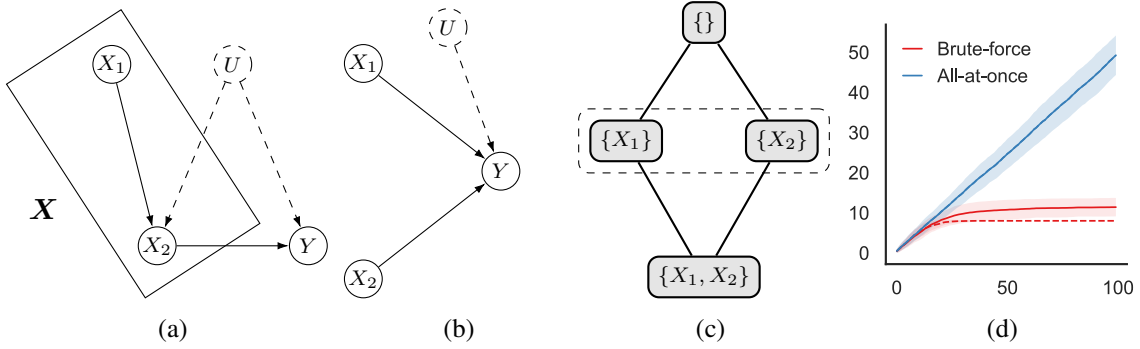 X₁
U
X
X₂
Y
(a)
U
X₁
Y
X₂
(b)
{}
{X₁}
{X₂}
{X₁, X₂}
(c)
Brute-force
All-at-once
50
40
30
20
10
0
0
50
100
(d)